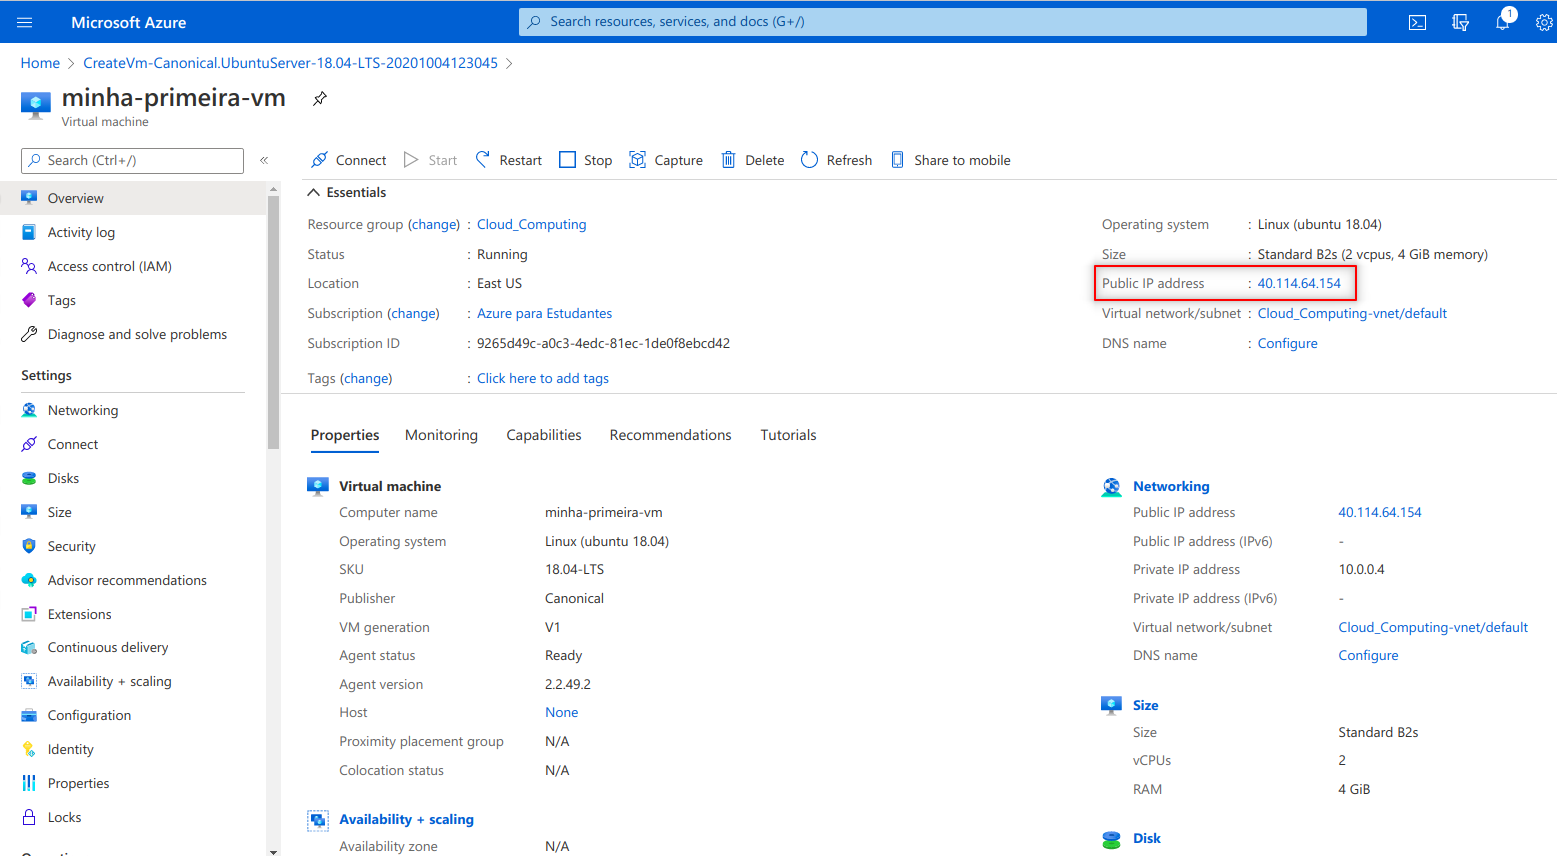 Microsoft Azure
Search resources, services, and docs (G+/)
1
Home > CreateVm-Canonical.UbuntuServer-18.04-LTS-20201004123045 >
minha-primeira-vm
Virtual machine
Search (Ctrl+/)
«
Connect Start Restart Stop Capture Delete Refresh Share to mobile
Overview
Activity log
Access control (IAM)
Tags
Diagnose and solve problems
Settings
Networking
Connect
Disks
Size
Security
Advisor recommendations
Extensions
Continuous delivery
Availability + scaling
Configuration
Identity
Properties
Locks
Essentials
Resource group (change) : Cloud_Computing
Status : Running
Location : East US
Subscription (change) : Azure para Estudantes
Subscription ID : 9265d49c-a0c3-4edc-81ec-1de0f8ebcd42
Tags (change) : Click here to add tags
Operating system : Linux (ubuntu 18.04)
Size : Standard B2s (2 vcpus, 4 GiB memory)
Public IP address : 40.114.64.154
Virtual network/subnet : Cloud_Computing-vnet/default
DNS name : Configure
Properties Monitoring Capabilities Recommendations Tutorials
Virtual machine
Computer name minha-primeira-vm
Operating system Linux (ubuntu 18.04)
SKU 18.04-LTS
Publisher Canonical
VM generation V1
Agent status Ready
Agent version 2.2.49.2
Host None
Proximity placement group N/A
Colocation status N/A
Availability + scaling
Availability zone N/A
Networking
Public IP address 40.114.64.154
Public IP address (IPv6) -
Private IP address 10.0.0.4
Private IP address (IPv6) -
Virtual network/subnet Cloud_Computing-vnet/default
DNS name Configure
Size
Size Standard B2s
vCPUs 2
RAM 4 GiB
Disk